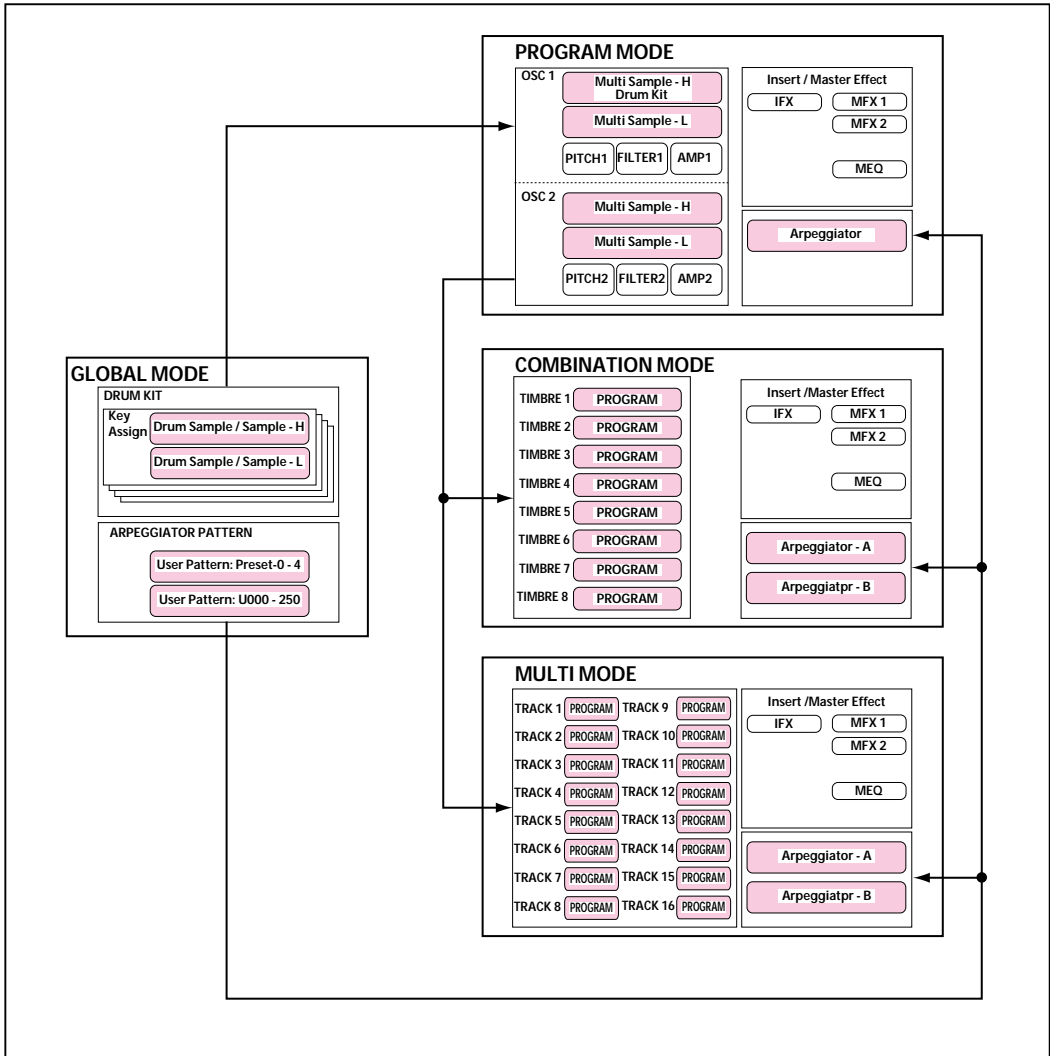 PROGRAM MODE
OSC 1
Multi Sample - H
Drum Kit
Multi Sample - L
PITCH1 FILTER1 AMP1
OSC 2
Multi Sample - H
Multi Sample - L
PITCH2 FILTER2 AMP2
Insert / Master Effect
IFX MFX 1
MFX 2
MEQ
Arpeggiator
GLOBAL MODE
DRUM KIT
Key
Assign
Drum Sample / Sample - H
Drum Sample / Sample - L
ARPEGGIATOR PATTERN
User Pattern: Preset-0 - 4
User Pattern: U000 - 250
COMBINATION MODE
TIMBRE 1 PROGRAM
TIMBRE 2 PROGRAM
TIMBRE 3 PROGRAM
TIMBRE 4 PROGRAM
TIMBRE 5 PROGRAM
TIMBRE 6 PROGRAM
TIMBRE 7 PROGRAM
TIMBRE 8 PROGRAM
Insert /Master Effect
IFX MFX 1
MFX 2
MEQ
Arpeggiator - A
Arpeggiatpr - B
MULTI MODE
TRACK 1 PROGRAM TRACK 9 PROGRAM
TRACK 2 PROGRAM TRACK 10 PROGRAM
TRACK 3 PROGRAM TRACK 11 PROGRAM
TRACK 4 PROGRAM TRACK 12 PROGRAM
TRACK 5 PROGRAM TRACK 13 PROGRAM
TRACK 6 PROGRAM TRACK 14 PROGRAM
TRACK 7 PROGRAM TRACK 15 PROGRAM
TRACK 8 PROGRAM TRACK 16 PROGRAM
Insert /Master Effect
IFX MFX 1
MFX 2
MEQ
Arpeggiator - A
Arpeggiatpr - B